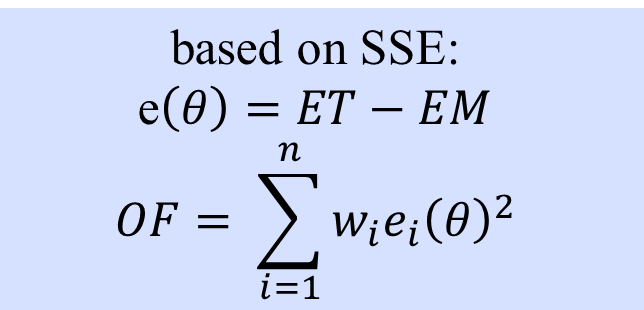 based on SSE:
e(θ) = ET − EM
n
OF = ∑ wᵢeᵢ(θ)²
i=1